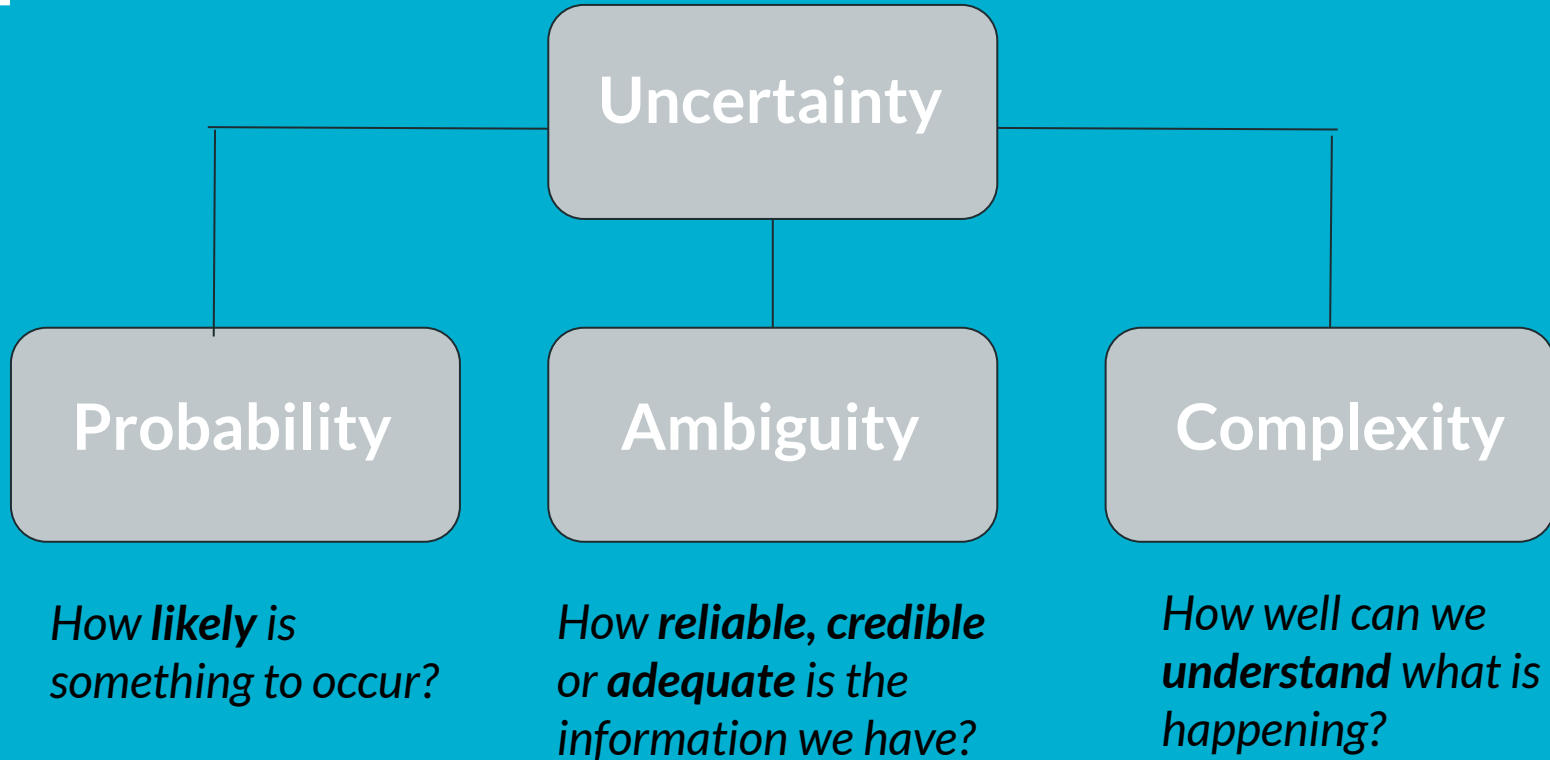 Uncertainty
Probability
Ambiguity
Complexity
How likely is
something to occur?
How reliable, credible
or adequate is the
information we have?
How well can we
understand what is
happening?